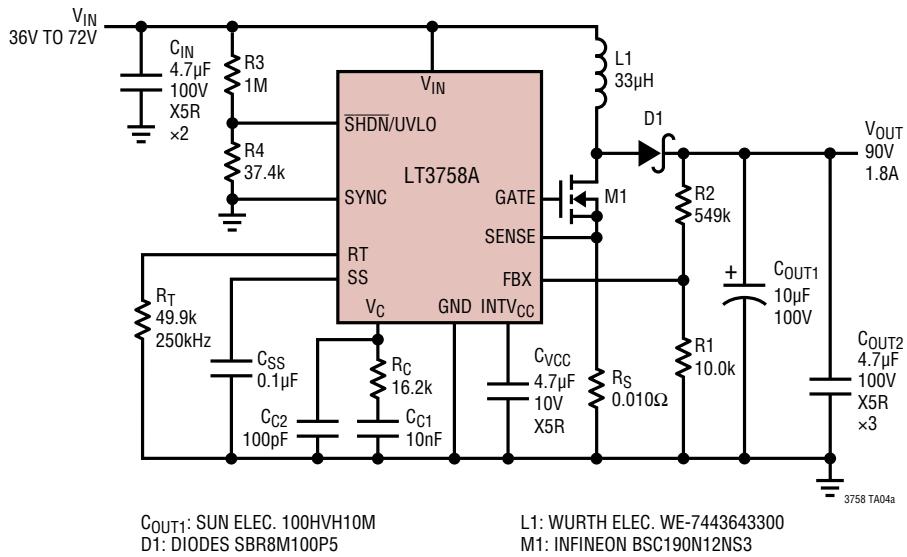 VIN
36V TO 72V
CIN
4.7µF
100V
X5R
×2
R3
1M
R4
37.4k
VIN
SHDN/UVLO
LT3758A
SYNC
GATE
SENSE
RT
SS
FBX
VC
GND
INTVCC
L1
33µH
D1
M1
VOUT
90V
1.8A
R2
549k
+
COUT1
10µF
100V
R1
10.0k
COUT2
4.7µF
100V
X5R
×3
RT
49.9k
250kHz
CSS
0.1µF
RC
16.2k
CC2
100pF
CC1
10nF
CVCC
4.7µF
10V
X5R
RS
0.010Ω
3758 TA04a
COUT1: SUN ELEC. 100HVH10M
D1: DIODES SBR8M100P5
L1: WURTH ELEC. WE-7443643300
M1: INFINEON BSC190N12NS3